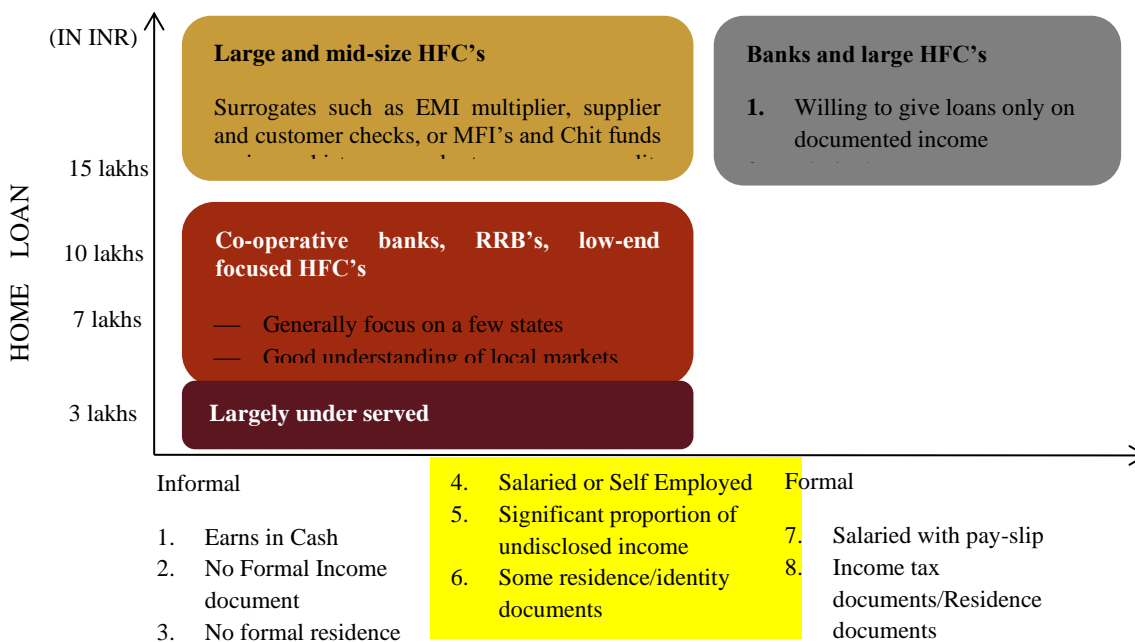 (IN INR)
HOME LOAN
15 lakhs
10 lakhs
7 lakhs
3 lakhs
Large and mid-size HFC’s
Surrogates such as EMI multiplier, supplier
and customer checks, or MFI’s and Chit funds
Banks and large HFC’s
1. Willing to give loans only on
documented income
Co-operative banks, RRB’s, low-end
focused HFC’s
— Generally focus on a few states
— Good understanding of local markets
Largely under served
Informal
1. Earns in Cash
2. No Formal Income
document
3. No formal residence
4. Salaried or Self Employed
5. Significant proportion of
undisclosed income
6. Some residence/identity
documents
Formal
7. Salaried with pay-slip
8. Income tax
documents/Residence
documents